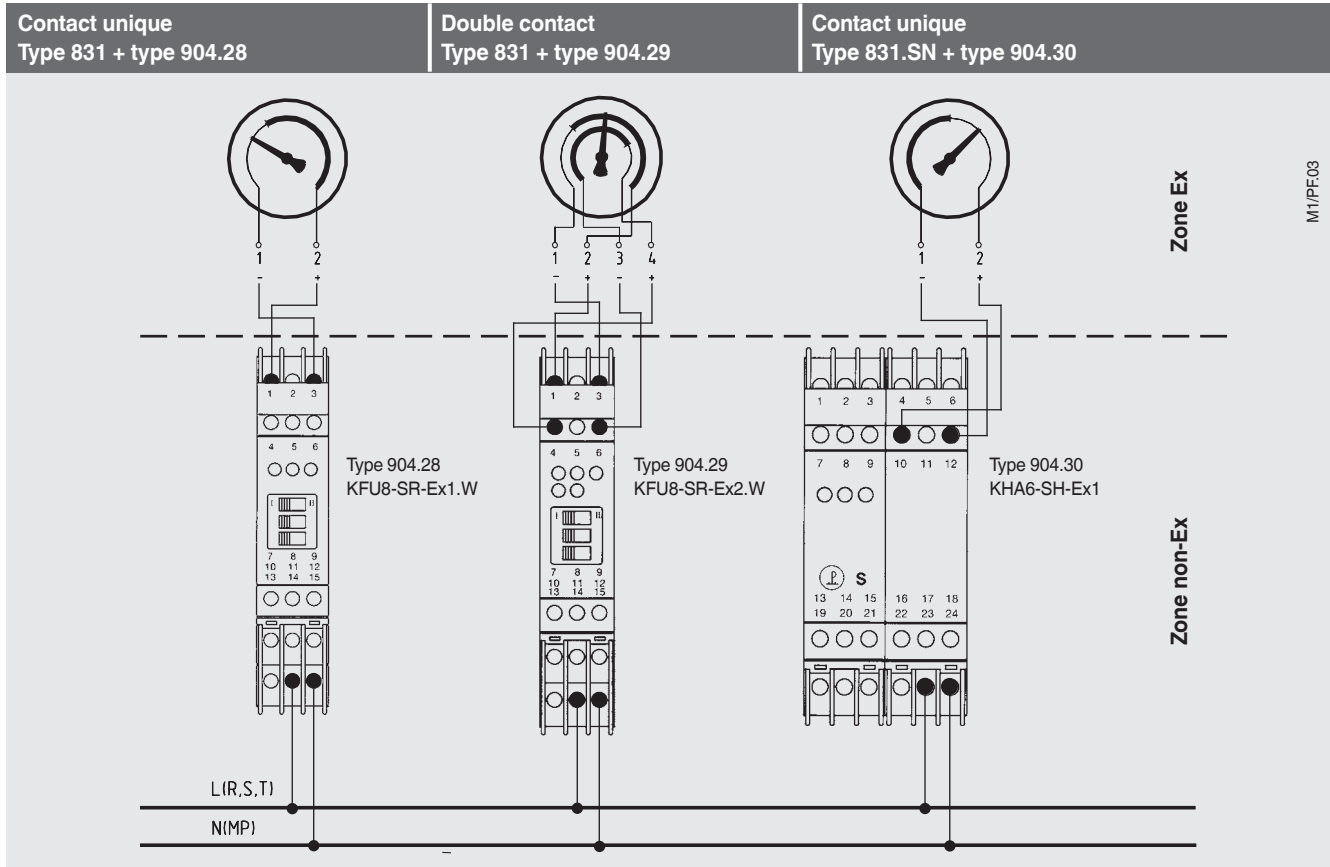 Contact unique
Type 831 + type 904.28
Double contact
Type 831 + type 904.29
Contact unique
Type 831.SN + type 904.30
Zone Ex
M1/PF.03
1 2
- +
1 2 3 4
- + - +
1 2
- +
1 2 3
4 5 6
I II
7 8 9
10 11 12
13 14 15
Type 904.28
KFU8-SR-Ex1.W
1 2 3
4 5 6
I II
7 8 9
10 11 12
13 14 15
Type 904.29
KFU8-SR-Ex2.W
1 2 3 4 5 6
7 8 9 10 11 12
S
13 14 15 16 17 18
19 20 21 22 23 24
Type 904.30
KHA6-SH-Ex1
Zone non-Ex
L(R,S,T)
N(MP)